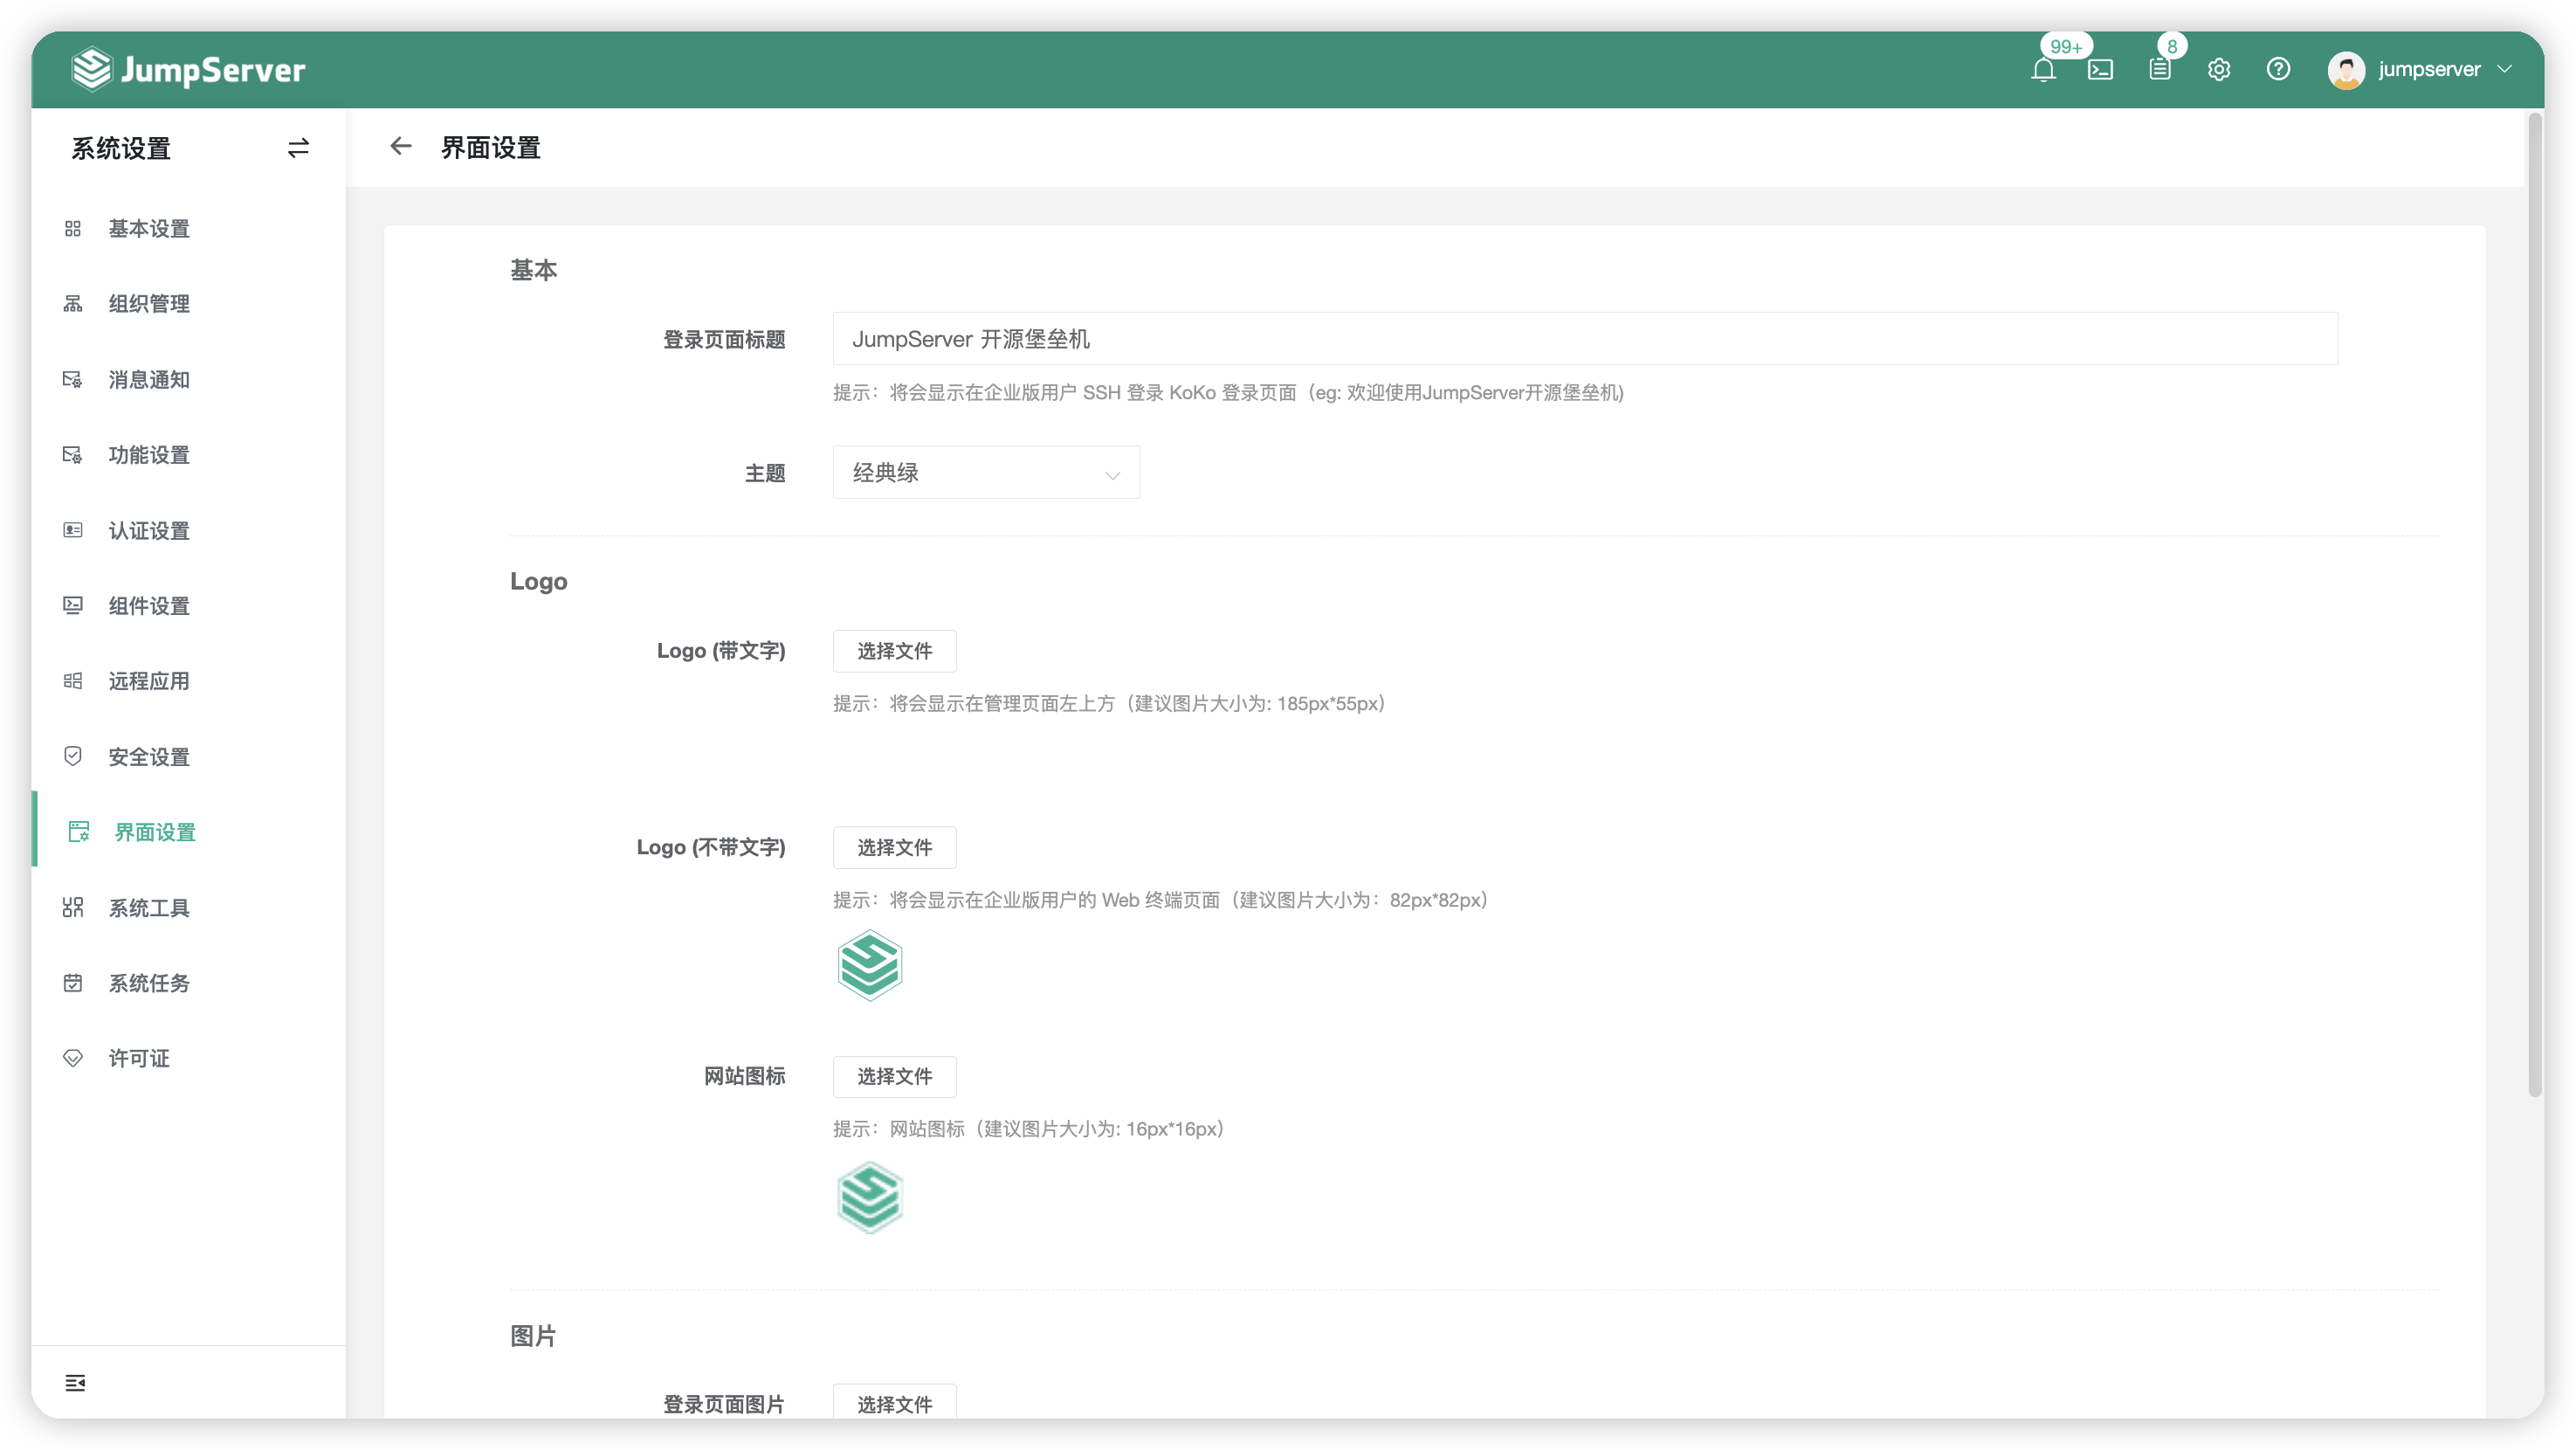 JumpServer
99+
8
jumpserver
系统设置
界面设置
基本设置
组织管理
消息通知
功能设置
认证设置
组件设置
远程应用
安全设置
界面设置
系统工具
系统任务
许可证
基本
登录页面标题
JumpServer 开源堡垒机
提示：将会显示在企业版用户 SSH 登录 KoKo 登录页面（eg: 欢迎使用JumpServer开源堡垒机)
主题
经典绿
Logo
Logo (带文字)
选择文件
提示：将会显示在管理页面左上方（建议图片大小为: 185px*55px）
Logo (不带文字)
选择文件
提示：将会显示在企业版用户的 Web 终端页面（建议图片大小为：82px*82px）
网站图标
选择文件
提示：网站图标（建议图片大小为: 16px*16px）
图片
登录页面图片
选择文件